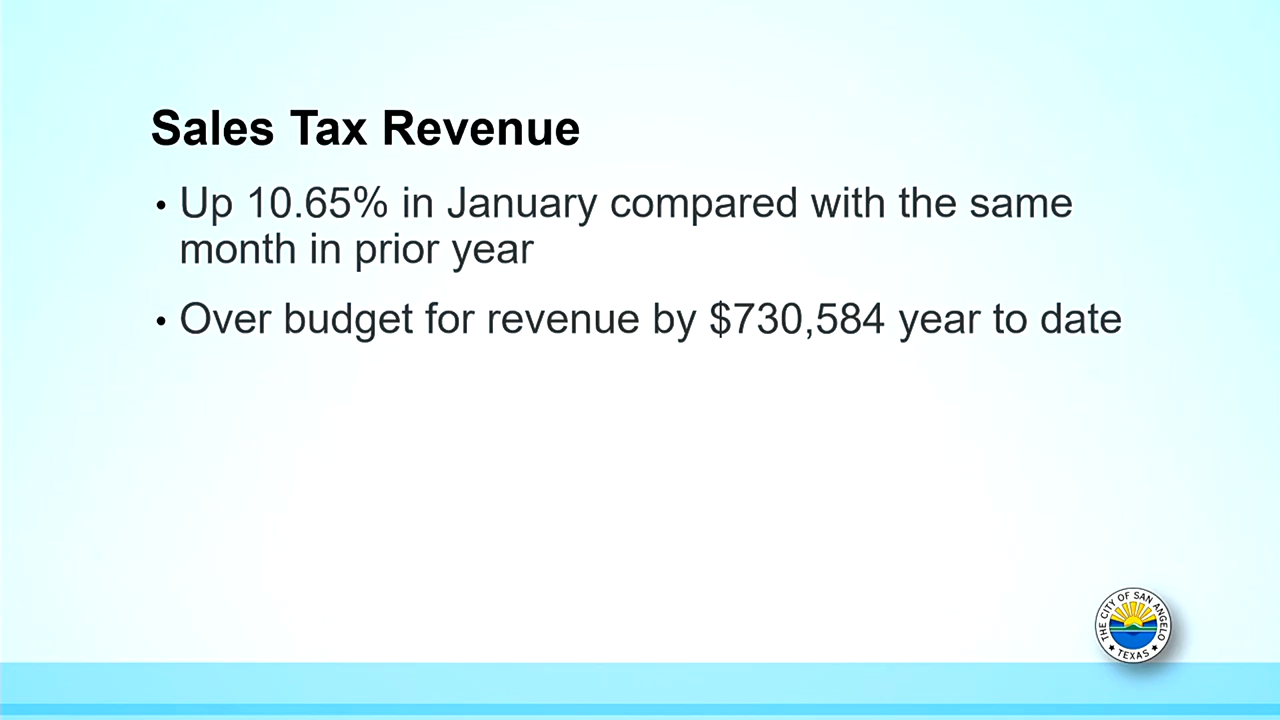 Sales Tax Revenue
• Up 10.65% in January compared with the same
month in prior year
• Over budget for revenue by $730,584 year to date
THE CITY OF SAN ANGELO
★ TEXAS ★